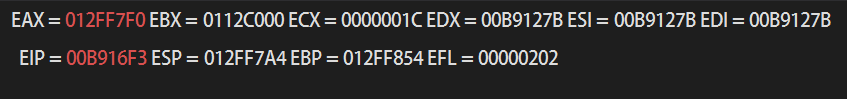 EAX = 012FF7F0 EBX = 0112C000 ECX = 0000001C EDX = 00B9127B ESI = 00B9127B EDI = 00B9127B
EIP = 00B916F3 ESP = 012FF7A4 EBP = 012FF854 EFL = 00000202